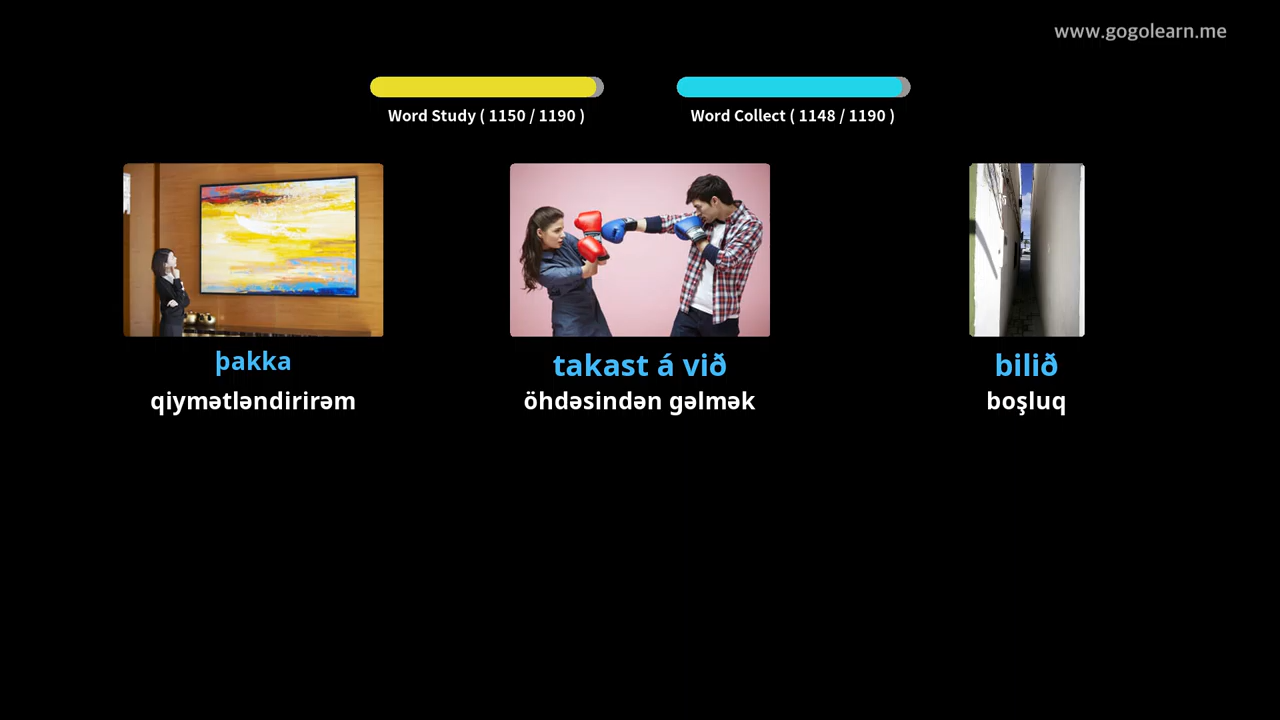 www.gogolearn.me
Word Study ( 1150 / 1190 )
Word Collect ( 1148 / 1190 )
þakka
takast á við
bilið
qiymətləndirirəm
öhdəsindən gəlmək
boşluq